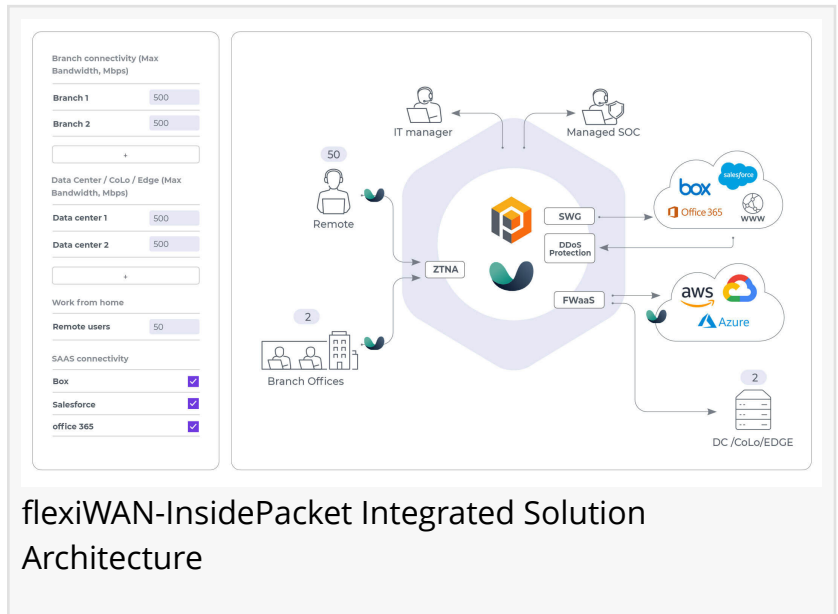 Branch connectivity (Max
Bandwidth, Mbps)
Branch 1 500
Branch 2 500
+
Data Center / CoLo / Edge (Max
Bandwidth, Mbps)
Data center 1 500
Data center 2 500
+
Work from home
Remote users 50
SAAS connectivity
Box
Salesforce
office 365
IT manager
Managed SOC
50
Remote
2
Branch Offices
ZTNA
SWG
DDoS
Protection
FWaaS
box
salesforce
Office 365
www
aws
Azure
2
DC /CoLo/EDGE
flexiWAN-InsidePacket Integrated Solution
Architecture